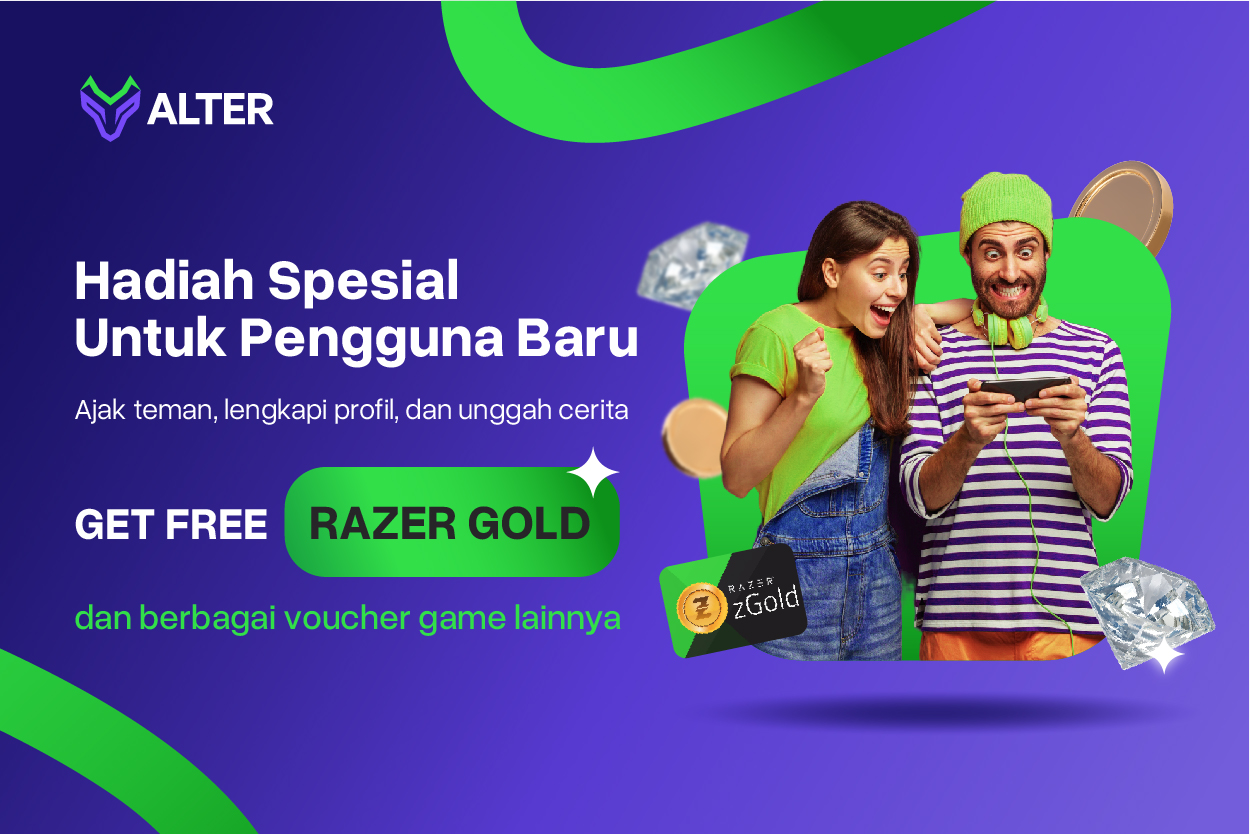 ALTER
Hadiah Spesial
Untuk Pengguna Baru
Ajak teman, lengkapi profil, dan unggah cerita
GET FREE RAZER GOLD
dan berbagai voucher game lainnya
RAZER
zGold